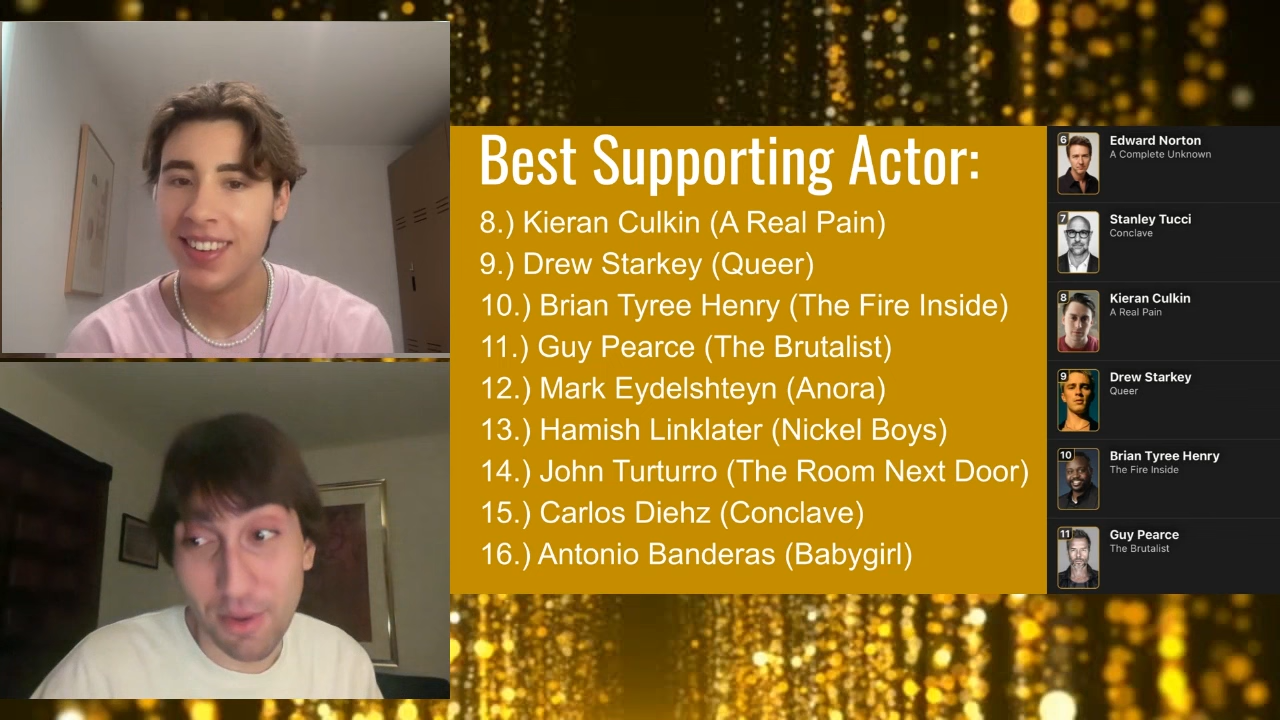 Best Supporting Actor:
8.) Kieran Culkin (A Real Pain)
9.) Drew Starkey (Queer)
10.) Brian Tyree Henry (The Fire Inside)
11.) Guy Pearce (The Brutalist)
12.) Mark Eydelshteyn (Anora)
13.) Hamish Linklater (Nickel Boys)
14.) John Turturro (The Room Next Door)
15.) Carlos Diehz (Conclave)
16.) Antonio Banderas (Babygirl)
6
Edward Norton
A Complete Unknown
7
Stanley Tucci
Conclave
8
Kieran Culkin
A Real Pain
9
Drew Starkey
Queer
10
Brian Tyree Henry
The Fire Inside
11
Guy Pearce
The Brutalist